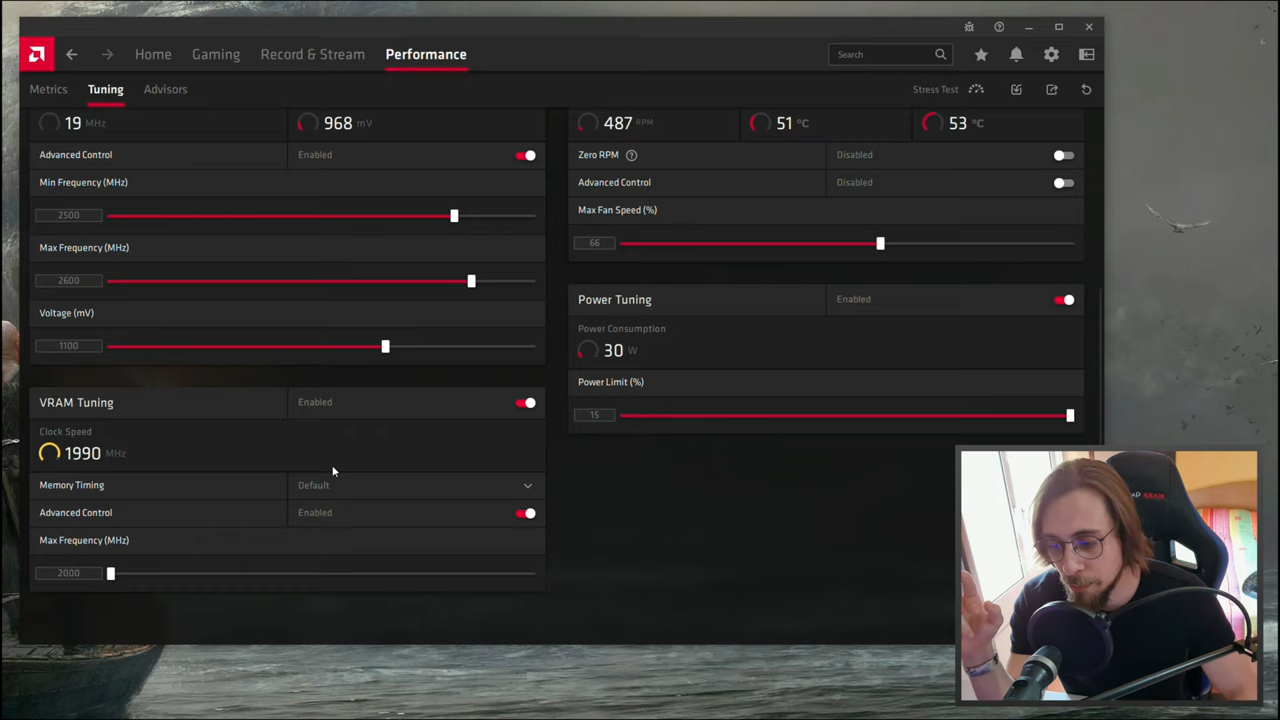 Home Gaming Record & Stream Performance Search
Metrics Tuning Advisors Stress Test
19 MHz 968 mV
Advanced Control Enabled
Min Frequency (MHz)
2500
Max Frequency (MHz)
2600
Voltage (mV)
1100
VRAM Tuning Enabled
Clock Speed
1990 MHz
Memory Timing Default
Advanced Control Enabled
Max Frequency (MHz)
2000
487 RPM 51 °C 53 °C
Zero RPM ? Disabled
Advanced Control Disabled
Max Fan Speed (%)
66
Power Tuning Enabled
Power Consumption
30 W
Power Limit (%)
15